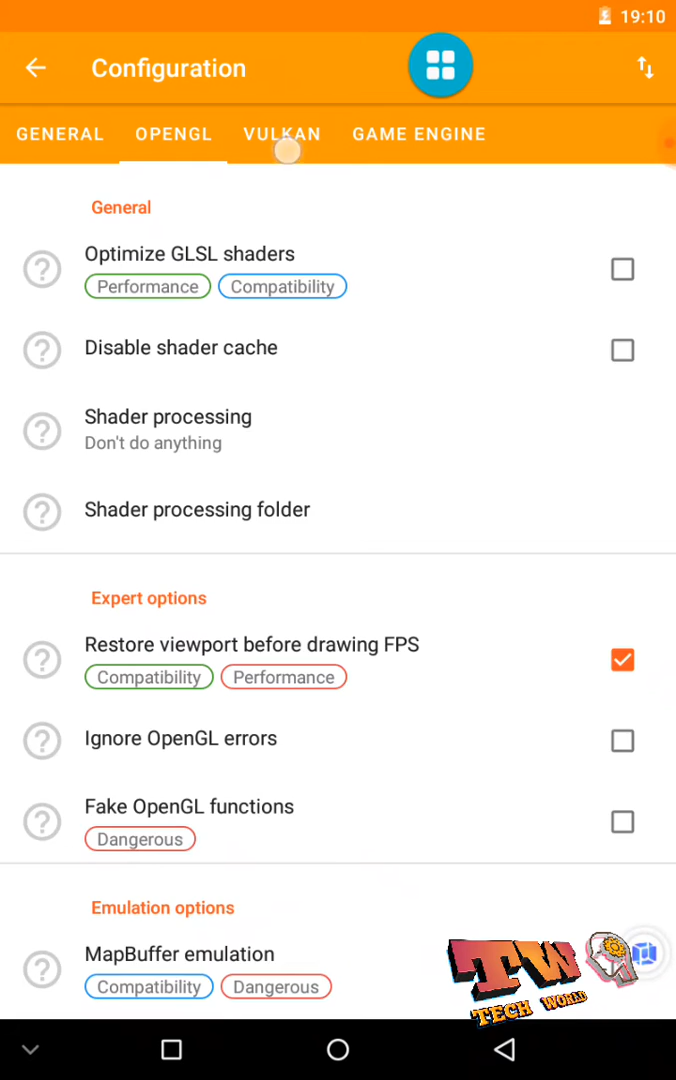 19:10
Configuration
GENERAL OPENGL VULKAN GAME ENGINE
General
Optimize GLSL shaders
Performance Compatibility
Disable shader cache
Shader processing
Don't do anything
Shader processing folder
Expert options
Restore viewport before drawing FPS
Compatibility Performance
Ignore OpenGL errors
Fake OpenGL functions
Dangerous
Emulation options
MapBuffer emulation
Compatibility Dangerous
TW
TECH WORLD